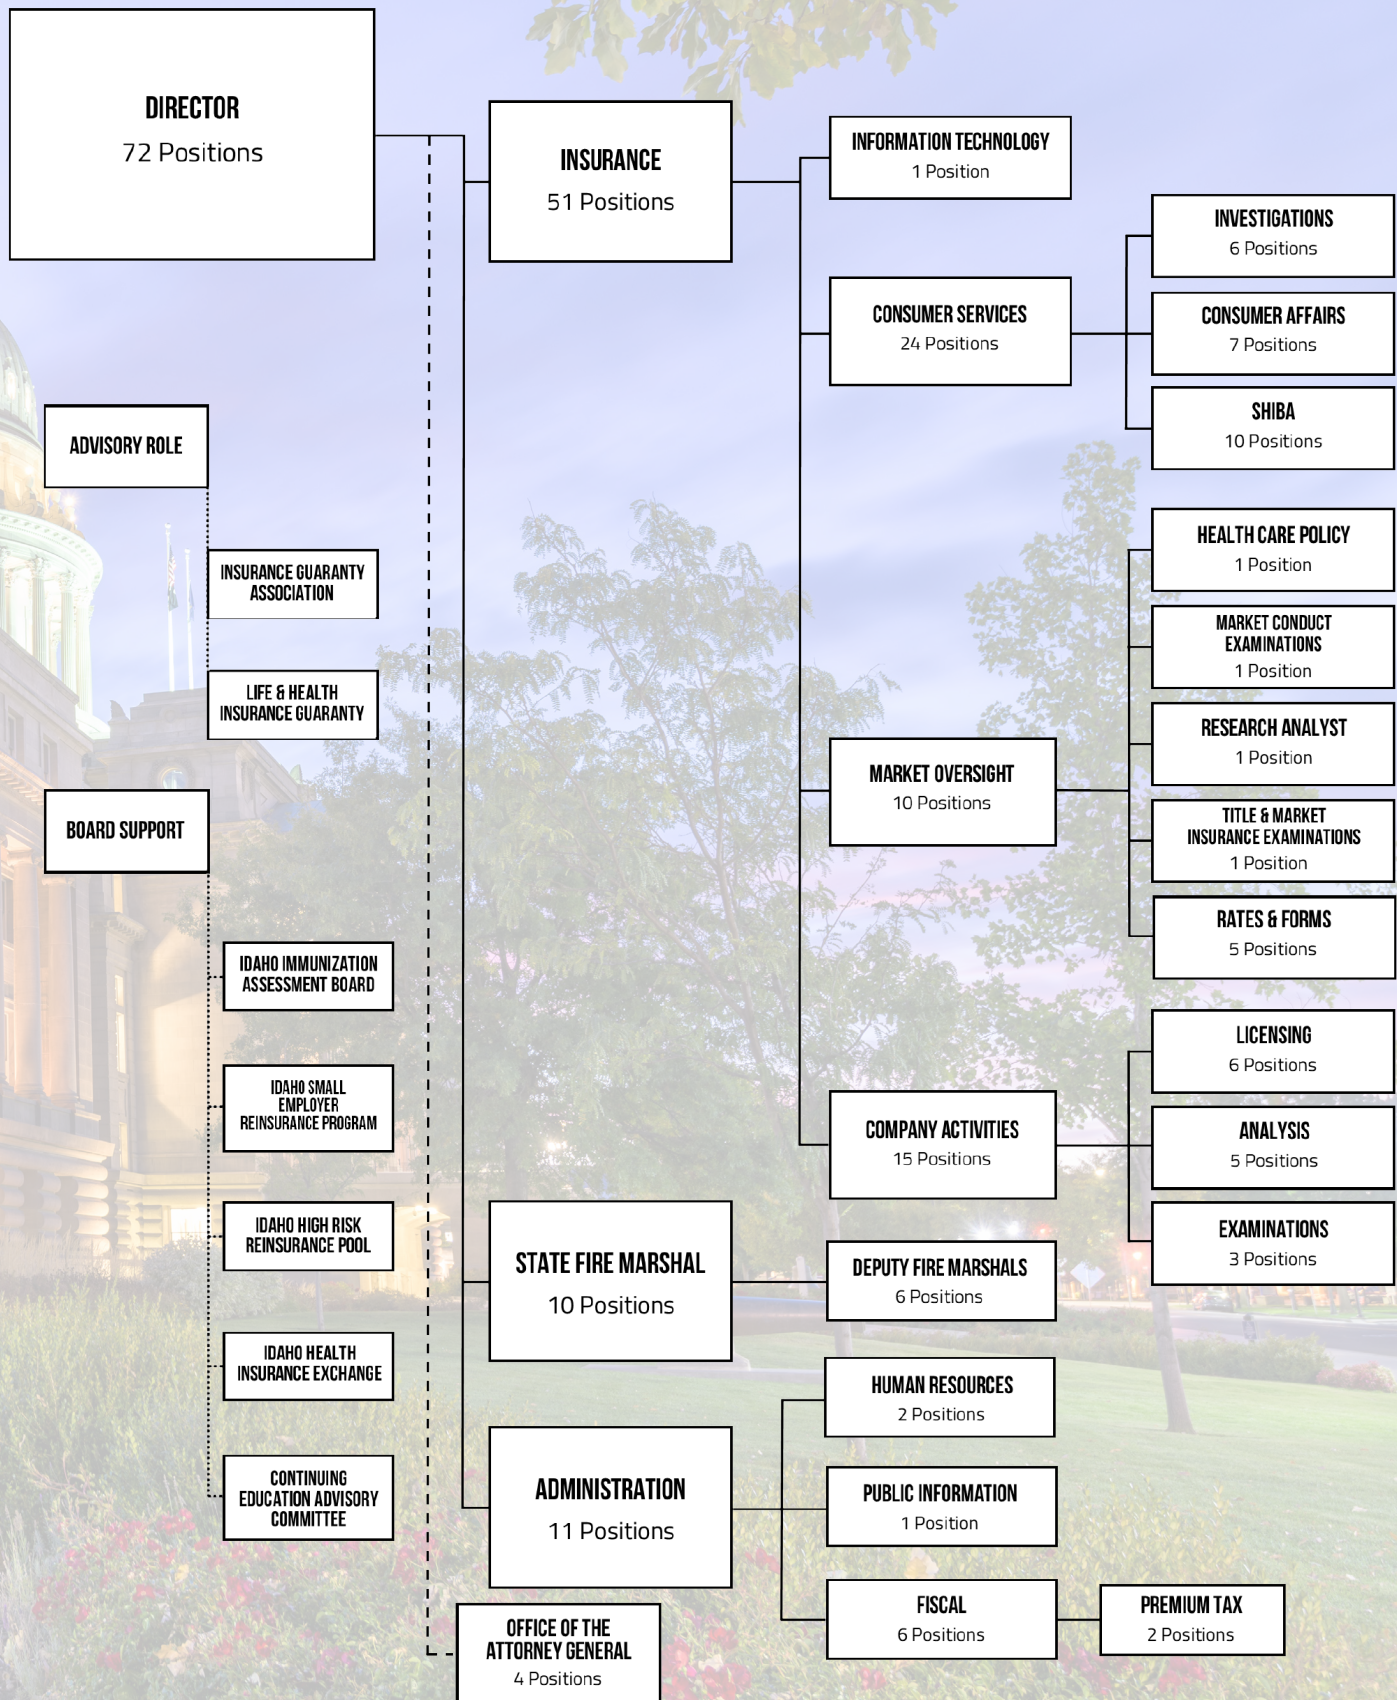 DIRECTOR
72 Positions
INSURANCE
51 Positions
INFORMATION TECHNOLOGY
1 Position
CONSUMER SERVICES
24 Positions
INVESTIGATIONS
6 Positions
CONSUMER AFFAIRS
7 Positions
SHIBA
10 Positions
MARKET OVERSIGHT
10 Positions
HEALTH CARE POLICY
1 Position
MARKET CONDUCT
EXAMINATIONS
1 Position
RESEARCH ANALYST
1 Position
TITLE & MARKET
INSURANCE EXAMINATIONS
1 Position
RATES & FORMS
5 Positions
COMPANY ACTIVITIES
15 Positions
LICENSING
6 Positions
ANALYSIS
5 Positions
EXAMINATIONS
3 Positions
STATE FIRE MARSHAL
10 Positions
DEPUTY FIRE MARSHALS
6 Positions
ADMINISTRATION
11 Positions
HUMAN RESOURCES
2 Positions
PUBLIC INFORMATION
1 Position
FISCAL
6 Positions
PREMIUM TAX
2 Positions
OFFICE OF THE
ATTORNEY GENERAL
4 Positions
ADVISORY ROLE
INSURANCE GUARANTY
ASSOCIATION
LIFE & HEALTH
INSURANCE GUARANTY
BOARD SUPPORT
IDAHO IMMUNIZATION
ASSESSMENT BOARD
IDAHO SMALL
EMPLOYER
REINSURANCE PROGRAM
IDAHO HIGH RISK
REINSURANCE POOL
IDAHO HEALTH
INSURANCE EXCHANGE
CONTINUING
EDUCATION ADVISORY
COMMITTEE